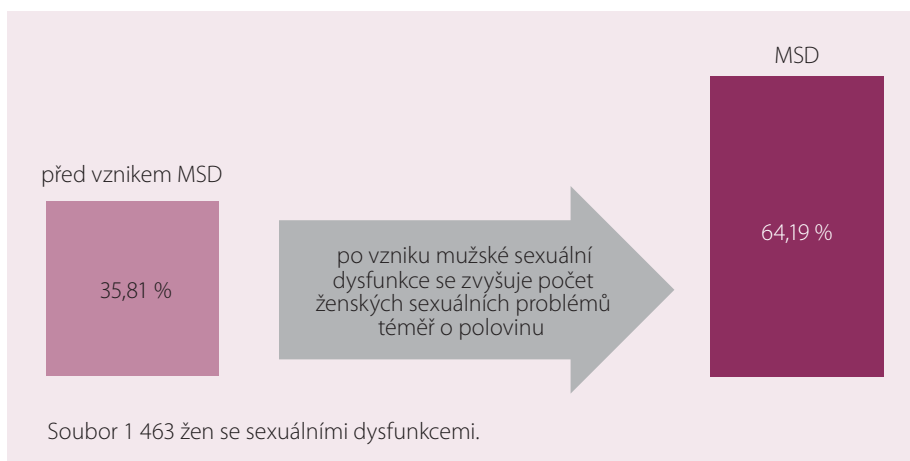 MSD
před vznikem MSD
64,19 %
35,81 %
po vzniku mužské sexuální
dysfunkce se zvyšuje počet
ženských sexuálních problémů
téměř o polovinu
Soubor 1 463 žen se sexuálními dysfunkcemi.